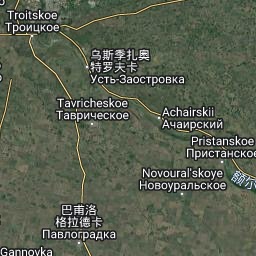 Troitskoe
Троицкое
乌斯季扎奥
特罗夫卡
Усть-Заостровка
Tavricheskoe
Таврическое
Achairskii
Ачаирский
Pristanskoe
Пристанское
Novoural'skoye
Новоуральское
巴甫洛
格拉德卡
Павлоградка
Gannovka